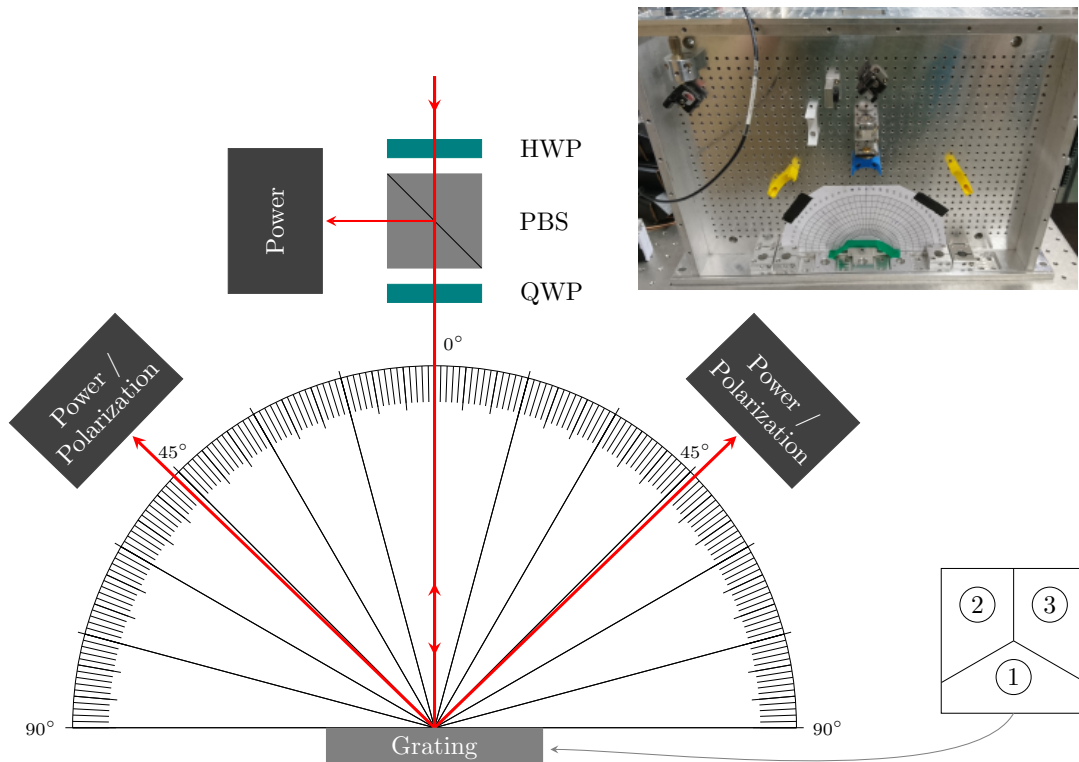 HWP
PBS
Power
QWP
0°
Power /
Polarization
Power /
Polarization
45°
45°
2
3
1
90°
90°
Grating